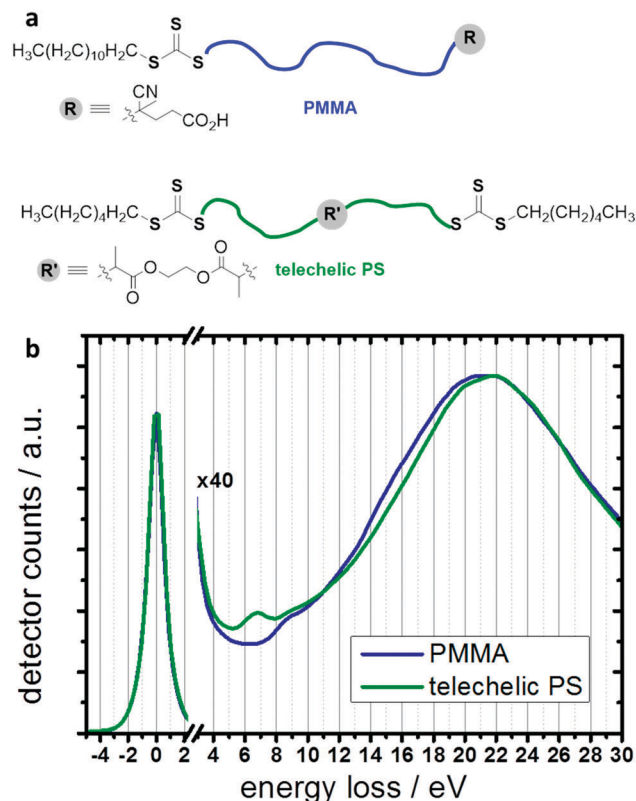 a
S
H₃C(H₂C)₁₀H₂C S S R
CN
R ≡ CO₂H PMMA
S S
H₃C(H₂C)₄H₂C S S R' S S CH₂(CH₂)₄CH₃
R' ≡ O O O O telechelic PS
b
x40
detector counts / a.u.
PMMA
telechelic PS
-4 -2 0 2 4 6 8 10 12 14 16 18 20 22 24 26 28 30
energy loss / eV